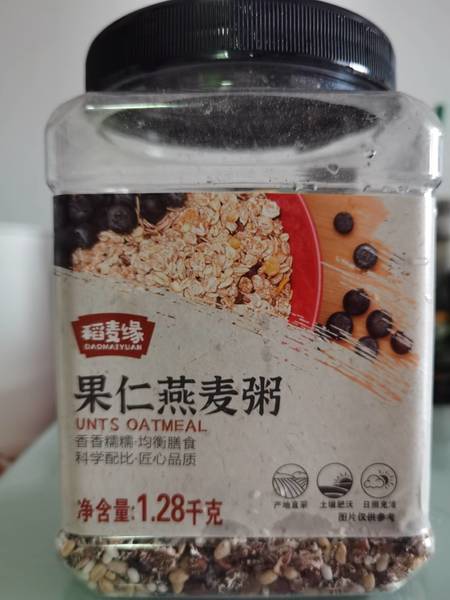 稻麦缘
DAOMAIYUAN
果仁燕麦粥
UNTS OATMEAL
香香糯糯·均衡膳食
科学配比·匠心品质
产地直采 土壤肥沃 日照充沛
净含量:1.28千克
图片仅供参考